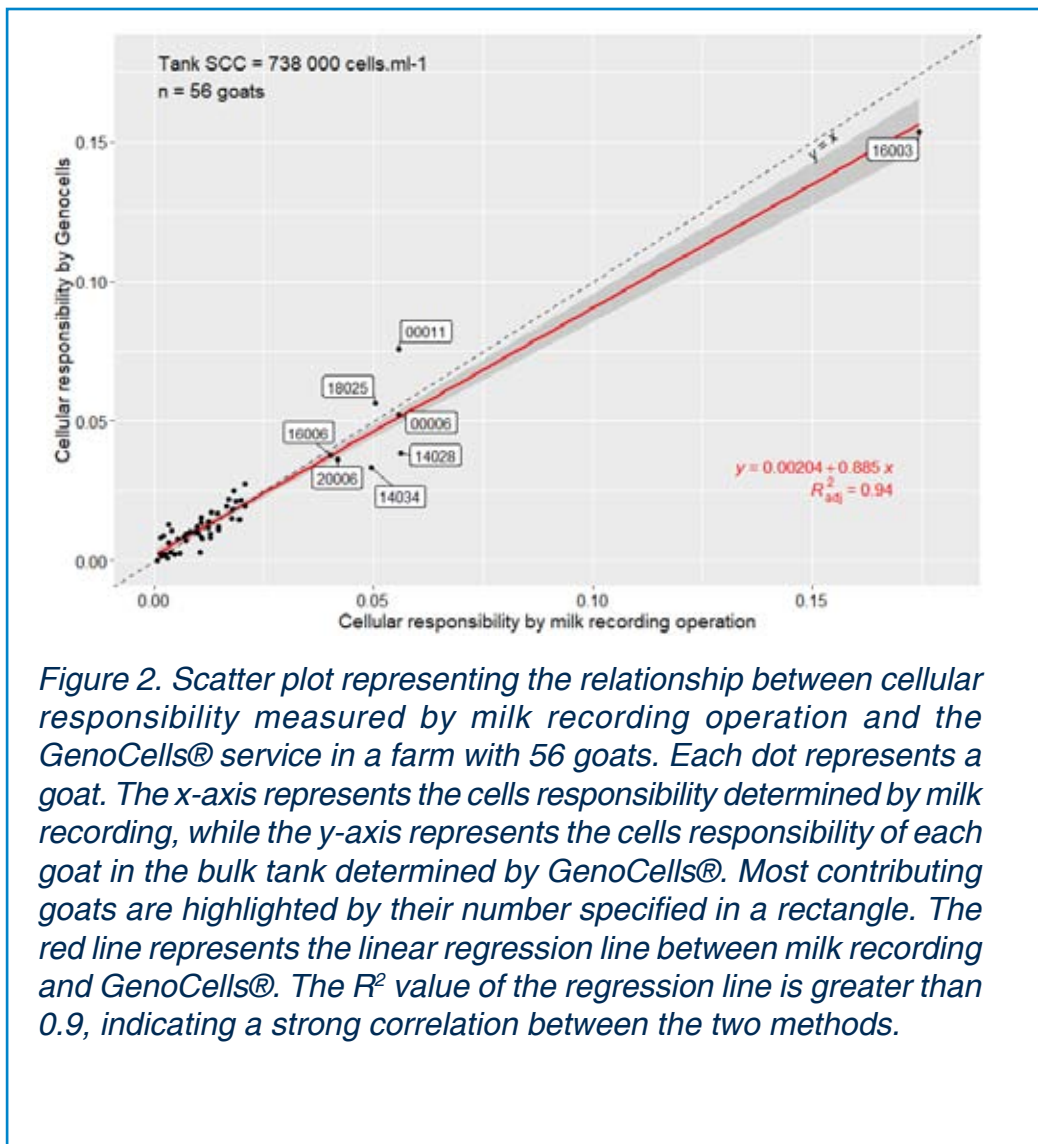 Tank SCC = 738 000 cells.ml-1
n = 56 goats
Cellular responsibility by Genocells
0.15
0.10
0.05
0.00
y = x
16003
00011
18025
00006
16006
14028
20006
14034
y = 0.00204 + 0.885 x
R²adj = 0.94
0.00 0.05 0.10 0.15
Cellular responsibility by milk recording operation
Figure 2. Scatter plot representing the relationship between cellular
responsibility measured by milk recording operation and the
GenoCells® service in a farm with 56 goats. Each dot represents a
goat. The x-axis represents the cells responsibility determined by milk
recording, while the y-axis represents the cells responsibility of each
goat in the bulk tank determined by GenoCells®. Most contributing
goats are highlighted by their number specified in a rectangle. The
red line represents the linear regression line between milk recording
and GenoCells®. The R² value of the regression line is greater than
0.9, indicating a strong correlation between the two methods.